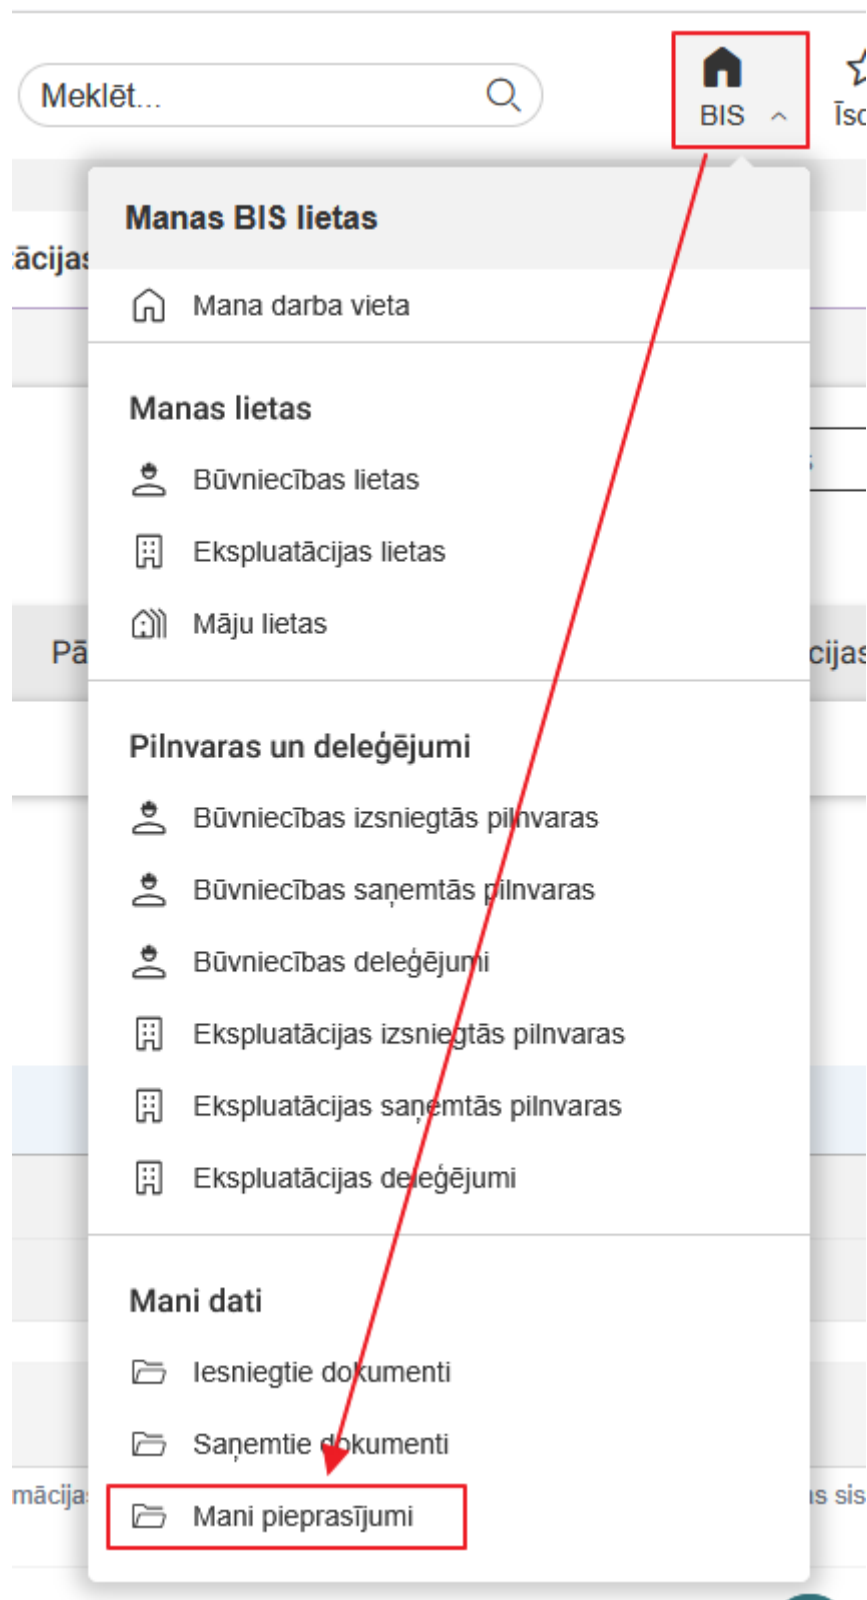 Meklēt...
BIS
Manas BIS lietas
Mana darba vieta
Manas lietas
Būvniecības lietas
Ekspluatācijas lietas
Māju lietas
Pilnvaras un deleģējumi
Būvniecības izsniegtās pilnvaras
Būvniecības saņemtās pilnvaras
Būvniecības deleģējumi
Ekspluatācijas izsniegtās pilnvaras
Ekspluatācijas saņemtās pilnvaras
Ekspluatācijas deleģējumi
Mani dati
Iesniegtie dokumenti
Saņemtie dokumenti
Mani pieprasījumi